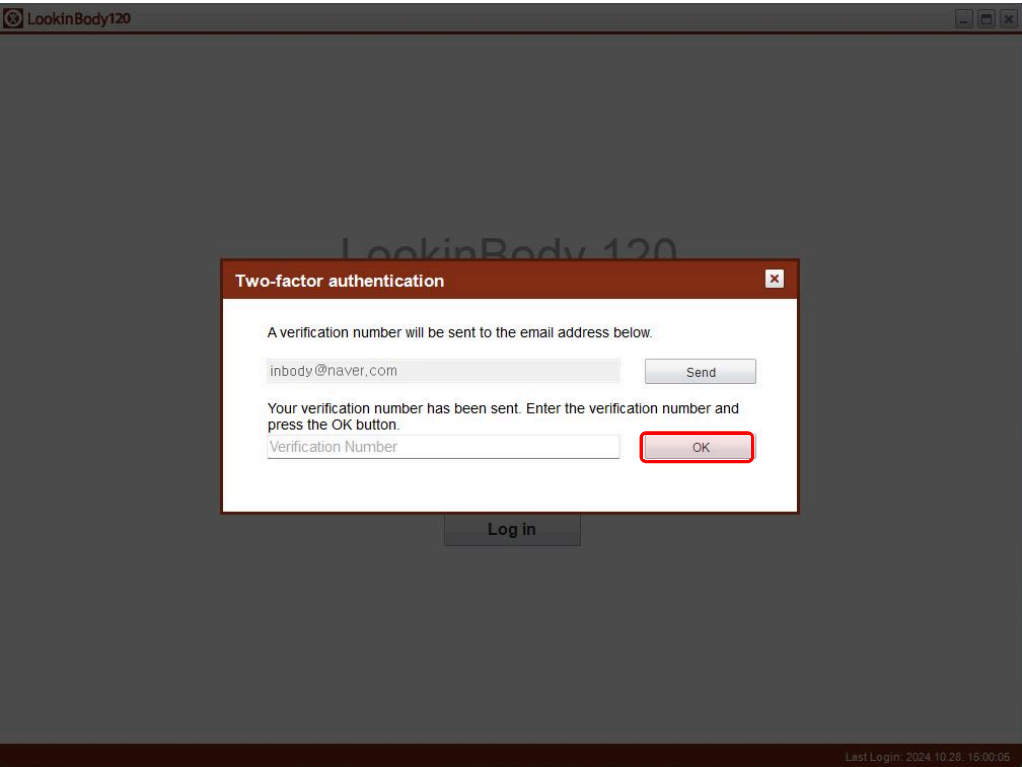 LookinBody120
LookinBody 120
Two-factor authentication
A verification number will be sent to the email address below.
inbody@naver.com
Send
Your verification number has been sent. Enter the verification number and
press the OK button.
Verification Number
OK
Log in
Last Login: 2024.10.28. 15:00:05